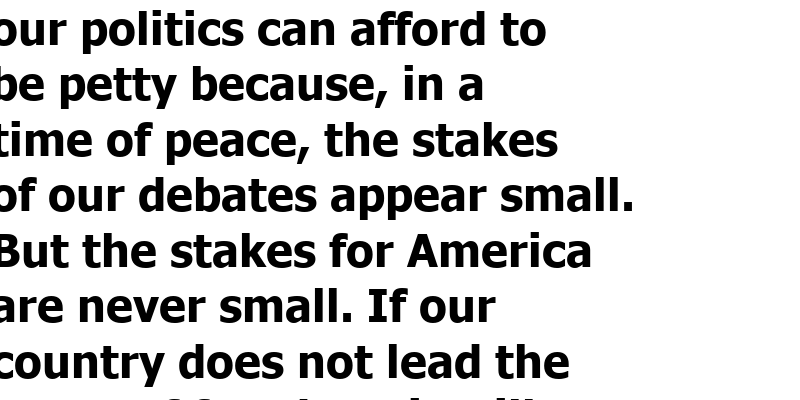 our politics can afford to
be petty because, in a
time of peace, the stakes
of our debates appear small.
But the stakes for America
are never small. If our
country does not lead the